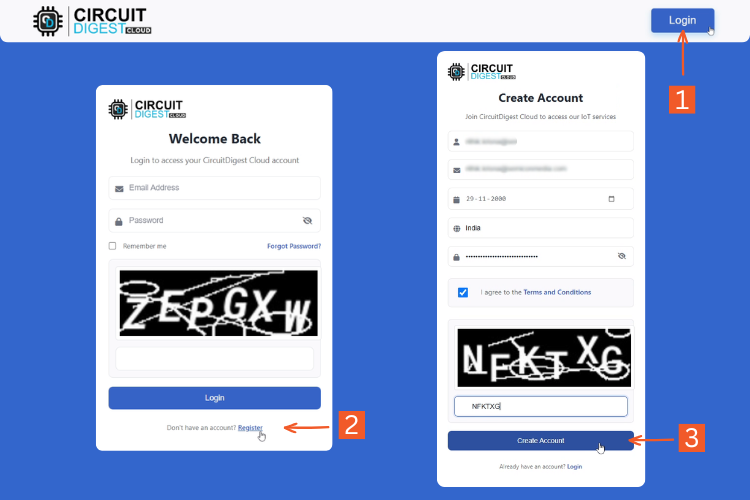 CIRCUIT
DIGEST CLOUD
Login
1
CIRCUIT
DIGEST CLOUD
Welcome Back
Login to access your CircuitDigest Cloud account
Email Address
Password
Remember me Forgot Password?
ZEPGXW
Login
Don't have an account? Register
2
CIRCUIT
DIGEST CLOUD
Create Account
Join CircuitDigest Cloud to access our IoT services
29-11-2000
India
I agree to the Terms and Conditions
NFKTXG
NFKTXG
Create Account
3
Already have an account? Login